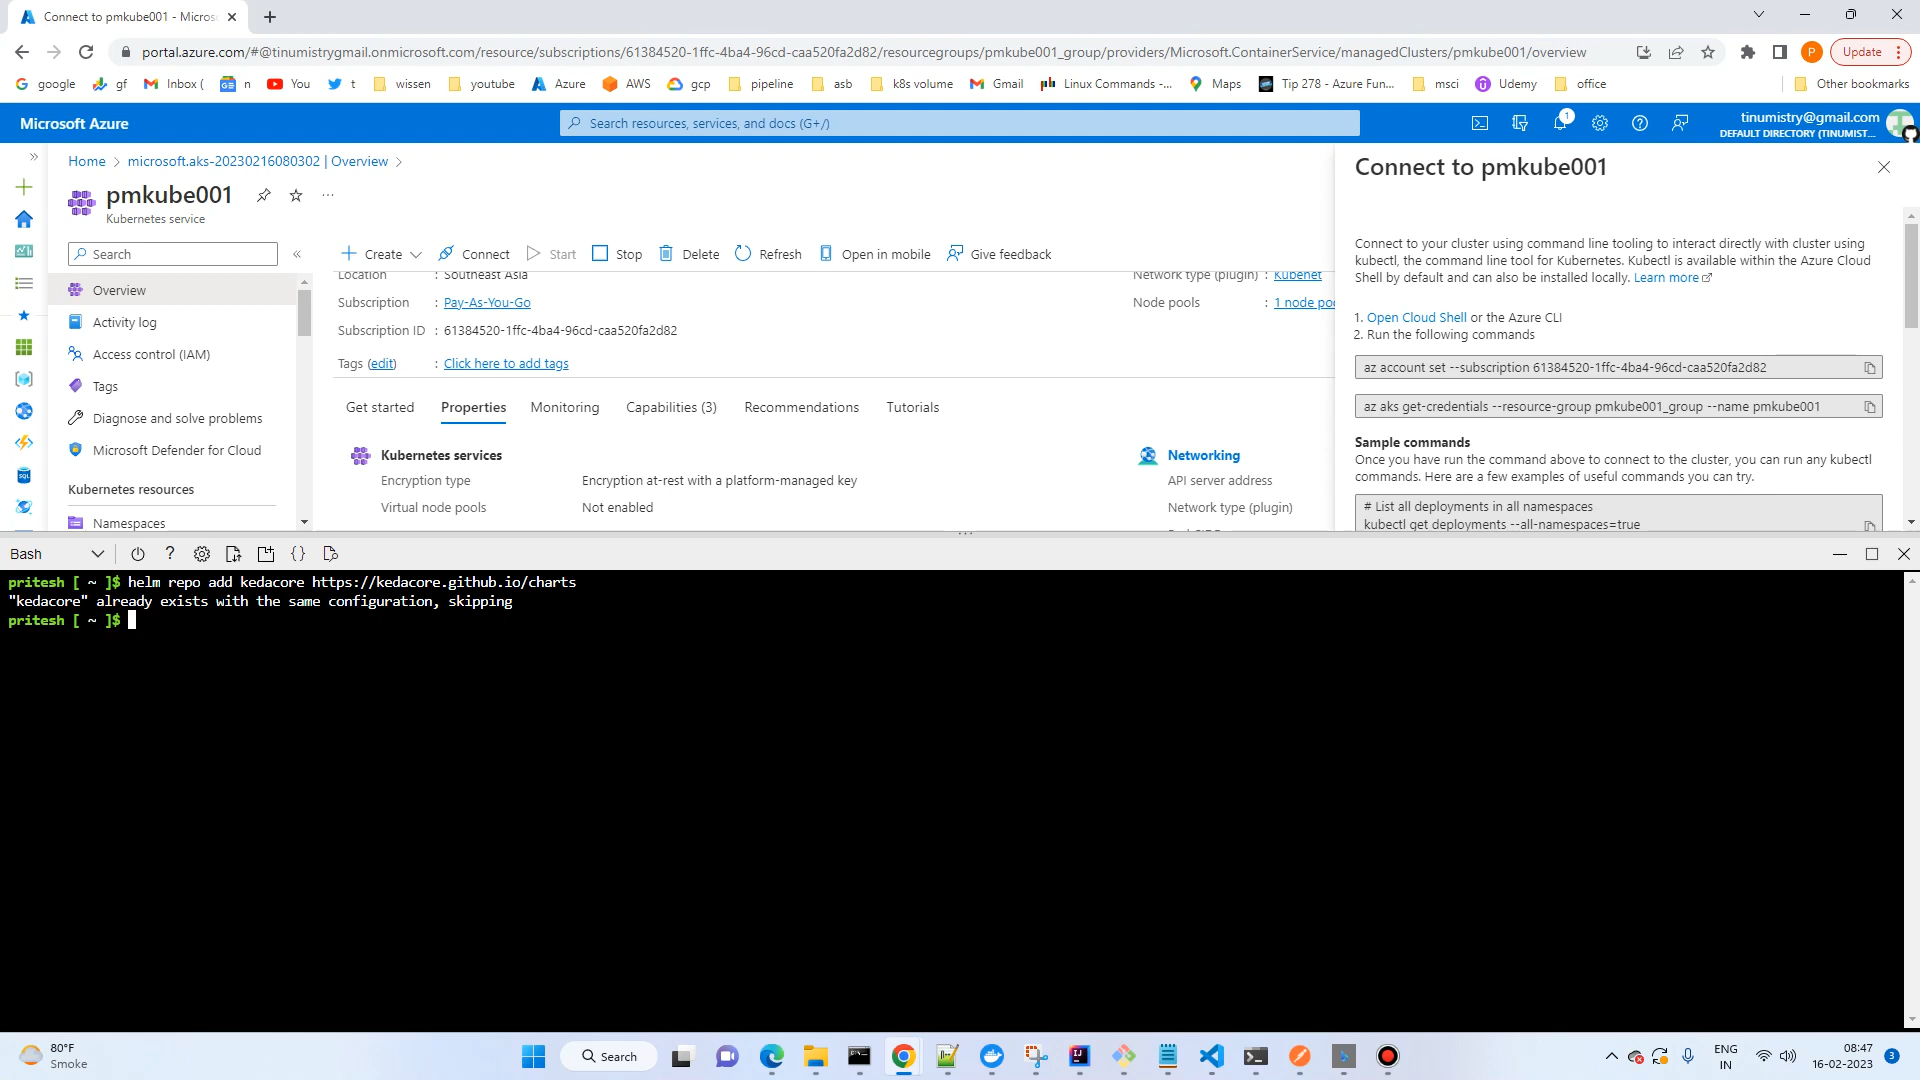 Connect to pmkube001 - Micros
portal.azure.com/#@tinumistrygmail.onmicrosoft.com/resource/subscriptions/61384520-1ffc-4ba4-96cd-caa520fa2d82/resourcegroups/pmkube001_group/providers/Microsoft.ContainerService/managedClusters/pmkube001/overview
P
Update
google gf Inbox ( n You t wissen youtube Azure AWS gcp pipeline asb k8s volume Gmail Linux Commands -... Maps Tip 278 - Azure Fun... msci Udemy office Other bookmarks
Microsoft Azure
Search resources, services, and docs (G+/)
1
tinumistry@gmail.com
DEFAULT DIRECTORY (TINUMIST...
Home > microsoft.aks-20230216080302 | Overview >
pmkube001
Kubernetes service
Search
Create Connect Start Stop Delete Refresh Open in mobile Give feedback
Overview
Activity log
Access control (IAM)
Tags
Diagnose and solve problems
Microsoft Defender for Cloud
Kubernetes resources
Namespaces
Location : Southeast Asia
Subscription : Pay-As-You-Go
Subscription ID : 61384520-1ffc-4ba4-96cd-caa520fa2d82
Tags (edit) : Click here to add tags
Network type (plugin) : Kubenet
Node pools : 1 node poo
Get started Properties Monitoring Capabilities (3) Recommendations Tutorials
Kubernetes services
Encryption type Encryption at-rest with a platform-managed key
Virtual node pools Not enabled
Networking
API server address
Network type (plugin)
Connect to pmkube001
Connect to your cluster using command line tooling to interact directly with cluster using
kubectl, the command line tool for Kubernetes. Kubectl is available within the Azure Cloud
Shell by default and can also be installed locally. Learn more
1. Open Cloud Shell or the Azure CLI
2. Run the following commands
az account set --subscription 61384520-1ffc-4ba4-96cd-caa520fa2d82
az aks get-credentials --resource-group pmkube001_group --name pmkube001
Sample commands
Once you have run the command above to connect to the cluster, you can run any kubectl
commands. Here are a few examples of useful commands you can try.
# List all deployments in all namespaces
kubectl get deployments --all-namespaces=true
Bash
pritesh [ ~ ]$ helm repo add kedacore https://kedacore.github.io/charts
"kedacore" already exists with the same configuration, skipping
pritesh [ ~ ]$
80°F
Smoke
Search
ENG
IN
08:47
16-02-2023
3